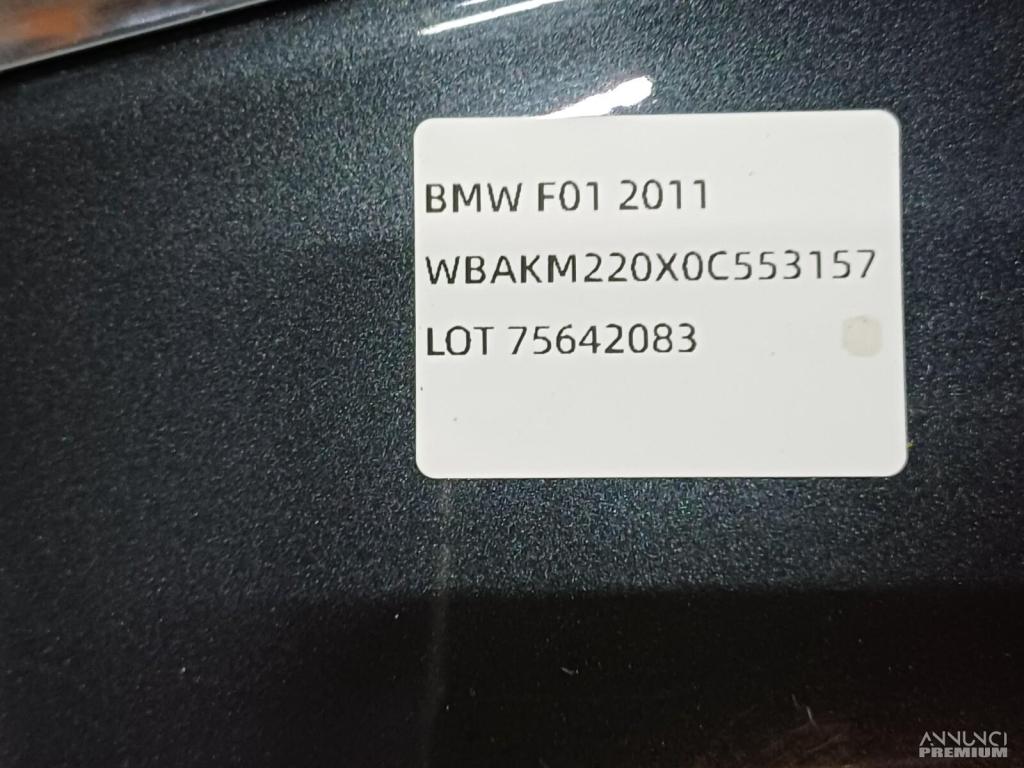 BMW F01 2011
WBAKM220X0C553157
LOT 75642083
ANNUNCI
PREMIUM